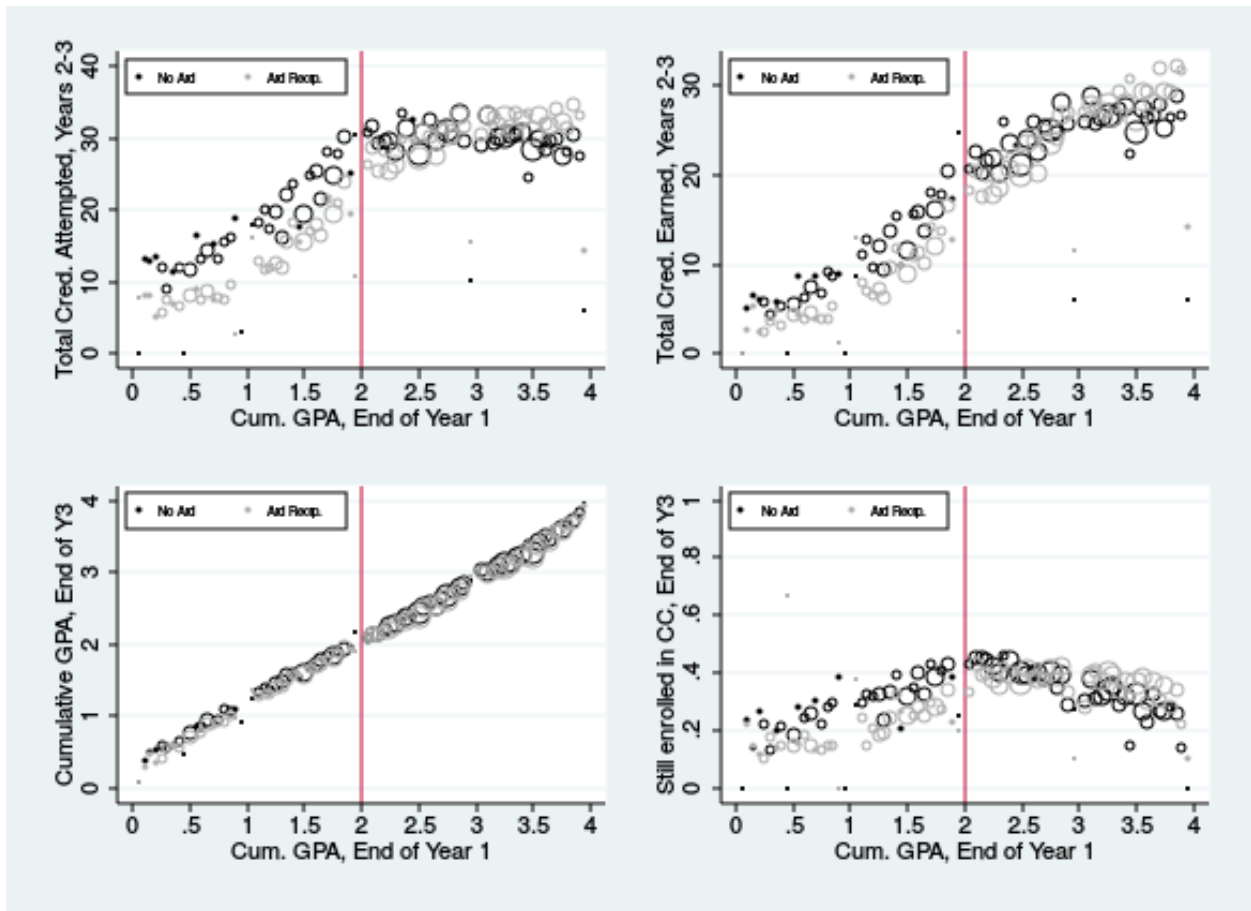 Total Cred. Attempted, Years 2-3
40
30
20
10
0
No Aid
Aid Recip.
0 .5 1 1.5 2 2.5 3 3.5 4
Cum. GPA, End of Year 1
Total Cred. Earned, Years 2-3
30
20
10
0
No Aid
Aid Recip.
0 .5 1 1.5 2 2.5 3 3.5 4
Cum. GPA, End of Year 1
Cumulative GPA, End of Y3
4
3
2
1
0
No Aid
Aid Recip.
0 .5 1 1.5 2 2.5 3 3.5 4
Cum. GPA, End of Year 1
Still enrolled in CC, End of Y3
1
.8
.6
.4
.2
0
No Aid
Aid Recip.
0 .5 1 1.5 2 2.5 3 3.5 4
Cum. GPA, End of Year 1